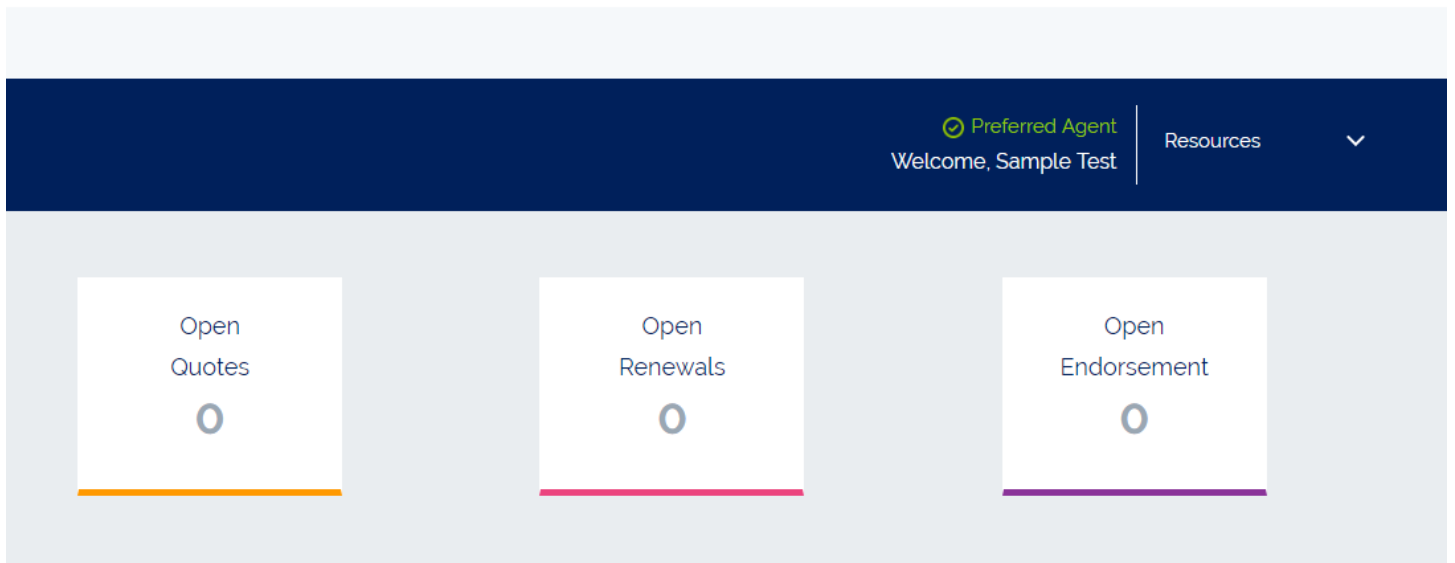 Preferred Agent
Welcome, Sample Test
Resources
Open
Quotes
0
Open
Renewals
0
Open
Endorsement
0